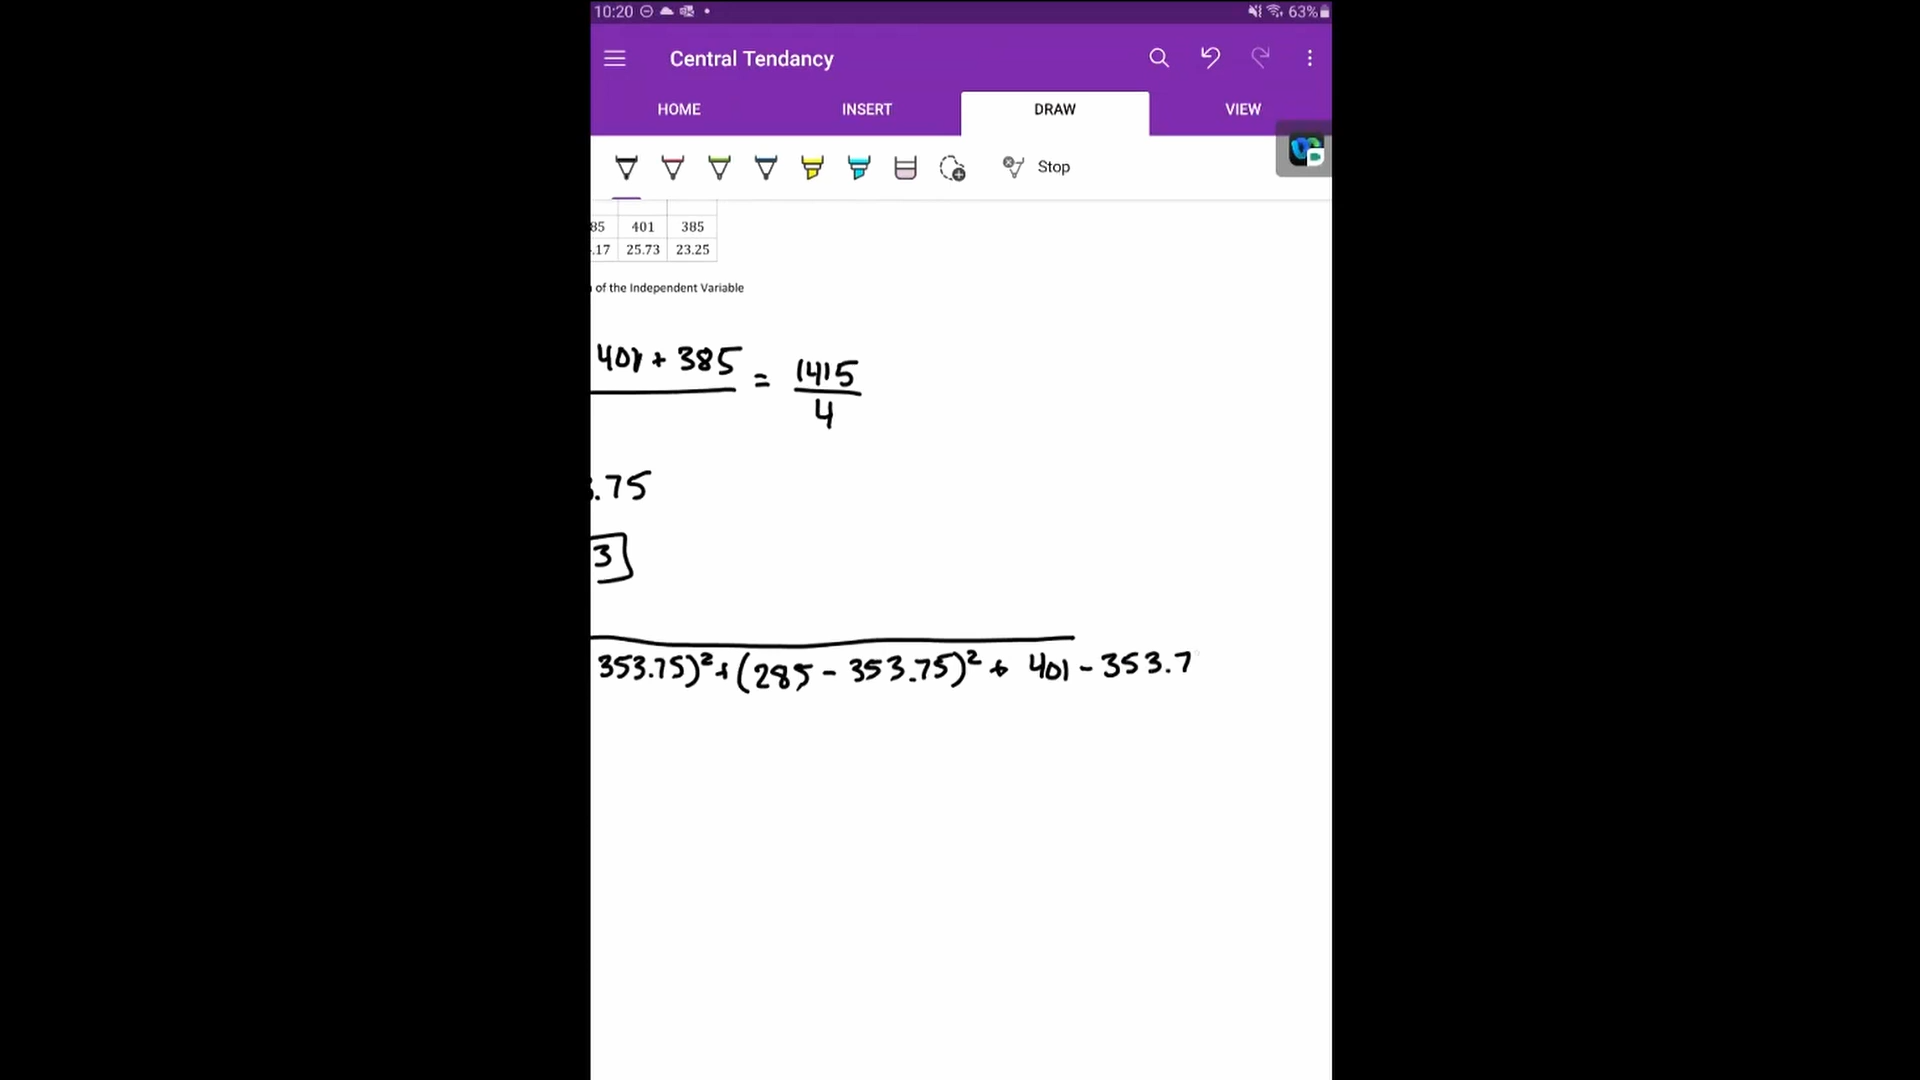 10:20 63%
Central Tendancy
HOME INSERT DRAW VIEW
Stop
85 401 385
.17 25.73 23.25
of the Independent Variable
401 + 385 = 1415
4
.75
3
353.75)² + (285 - 353.75)² + 401 - 353.7